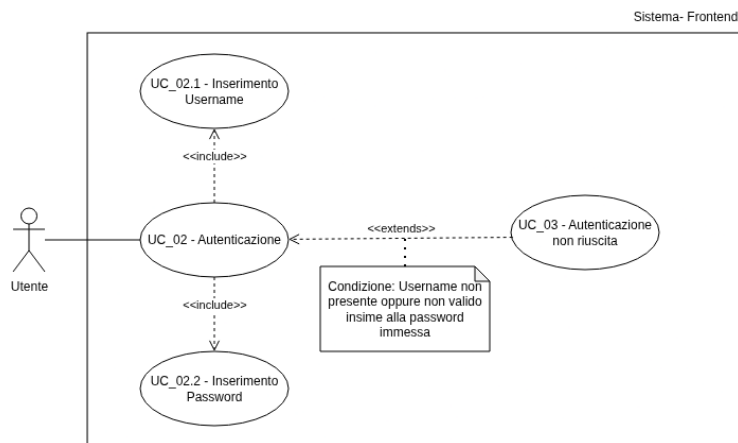 Sistema- Frontend
UC_02.1 - Inserimento
Username
<<include>>
UC_02 - Autenticazione
<<extends>>
UC_03 - Autenticazione
non riuscita
Utente
<<include>>
Condizione: Username non
presente oppure non valido
insime alla password
immessa
UC_02.2 - Inserimento
Password